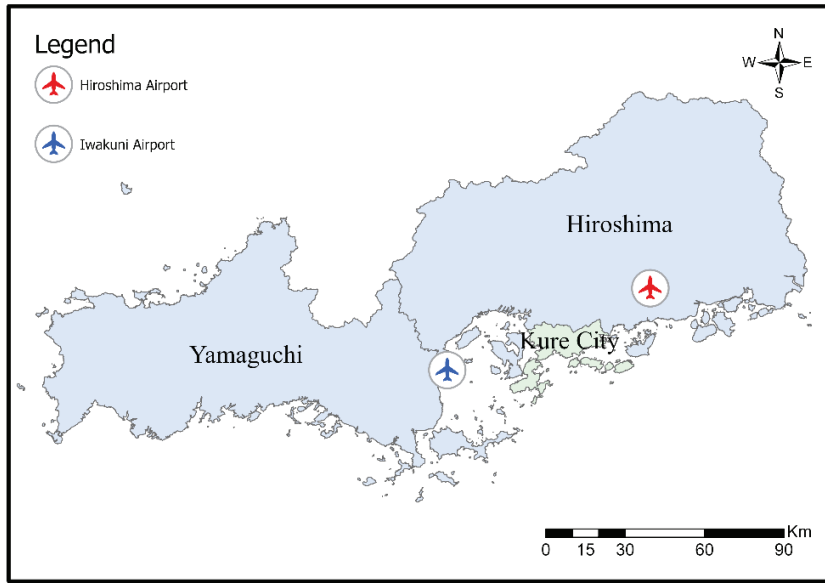 Legend
Hiroshima Airport
Iwakuni Airport
N
W E
S
Hiroshima
Kure City
Yamaguchi
Km
0 15 30 60 90